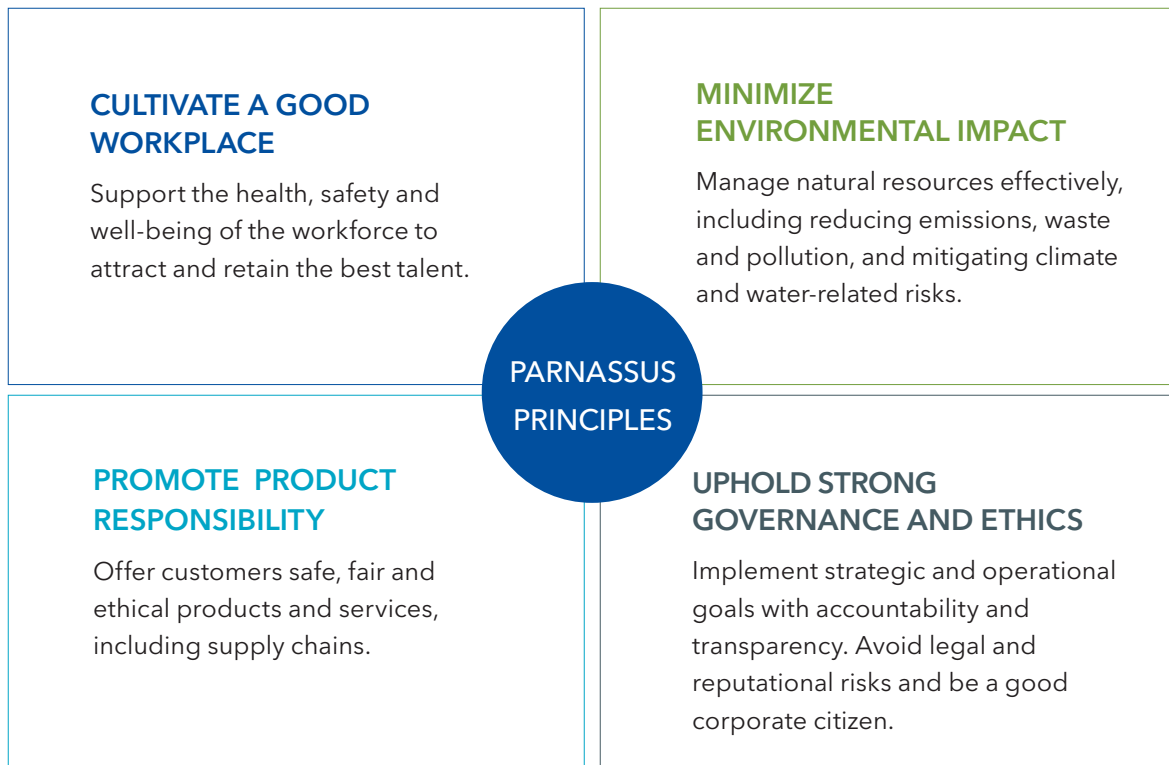 CULTIVATE A GOOD
WORKPLACE
Support the health, safety and
well-being of the workforce to
attract and retain the best talent.
MINIMIZE
ENVIRONMENTAL IMPACT
Manage natural resources effectively,
including reducing emissions, waste
and pollution, and mitigating climate
and water-related risks.
PARNASSUS
PRINCIPLES
PROMOTE PRODUCT
RESPONSIBILITY
Offer customers safe, fair and
ethical products and services,
including supply chains.
UPHOLD STRONG
GOVERNANCE AND ETHICS
Implement strategic and operational
goals with accountability and
transparency. Avoid legal and
reputational risks and be a good
corporate citizen.